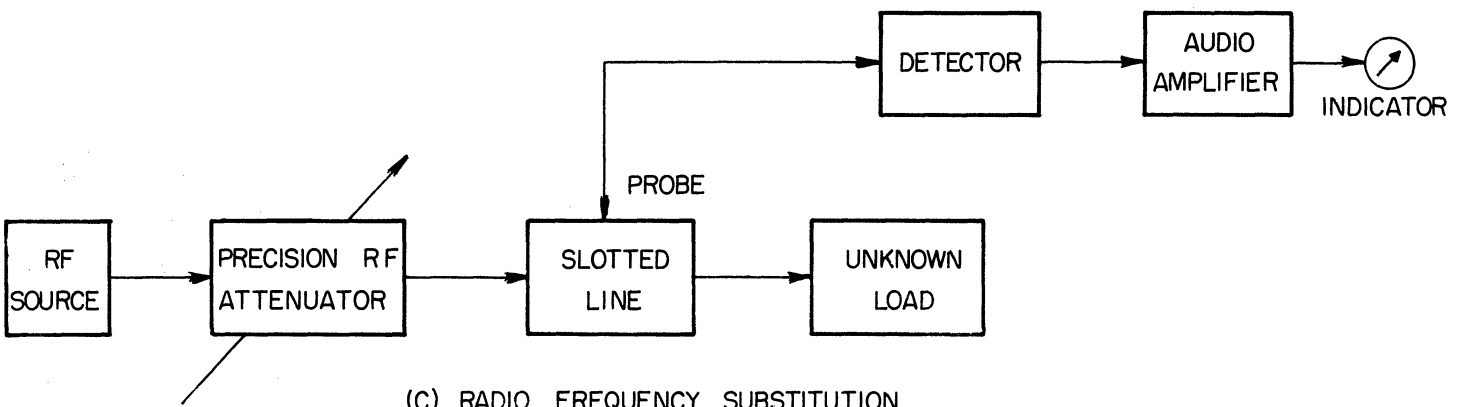 DETECTOR
AUDIO
AMPLIFIER
INDICATOR
PROBE
RF
SOURCE
PRECISION RF
ATTENUATOR
SLOTTED
LINE
UNKNOWN
LOAD
(C) RADIO FREQUENCY SUBSTITUTION